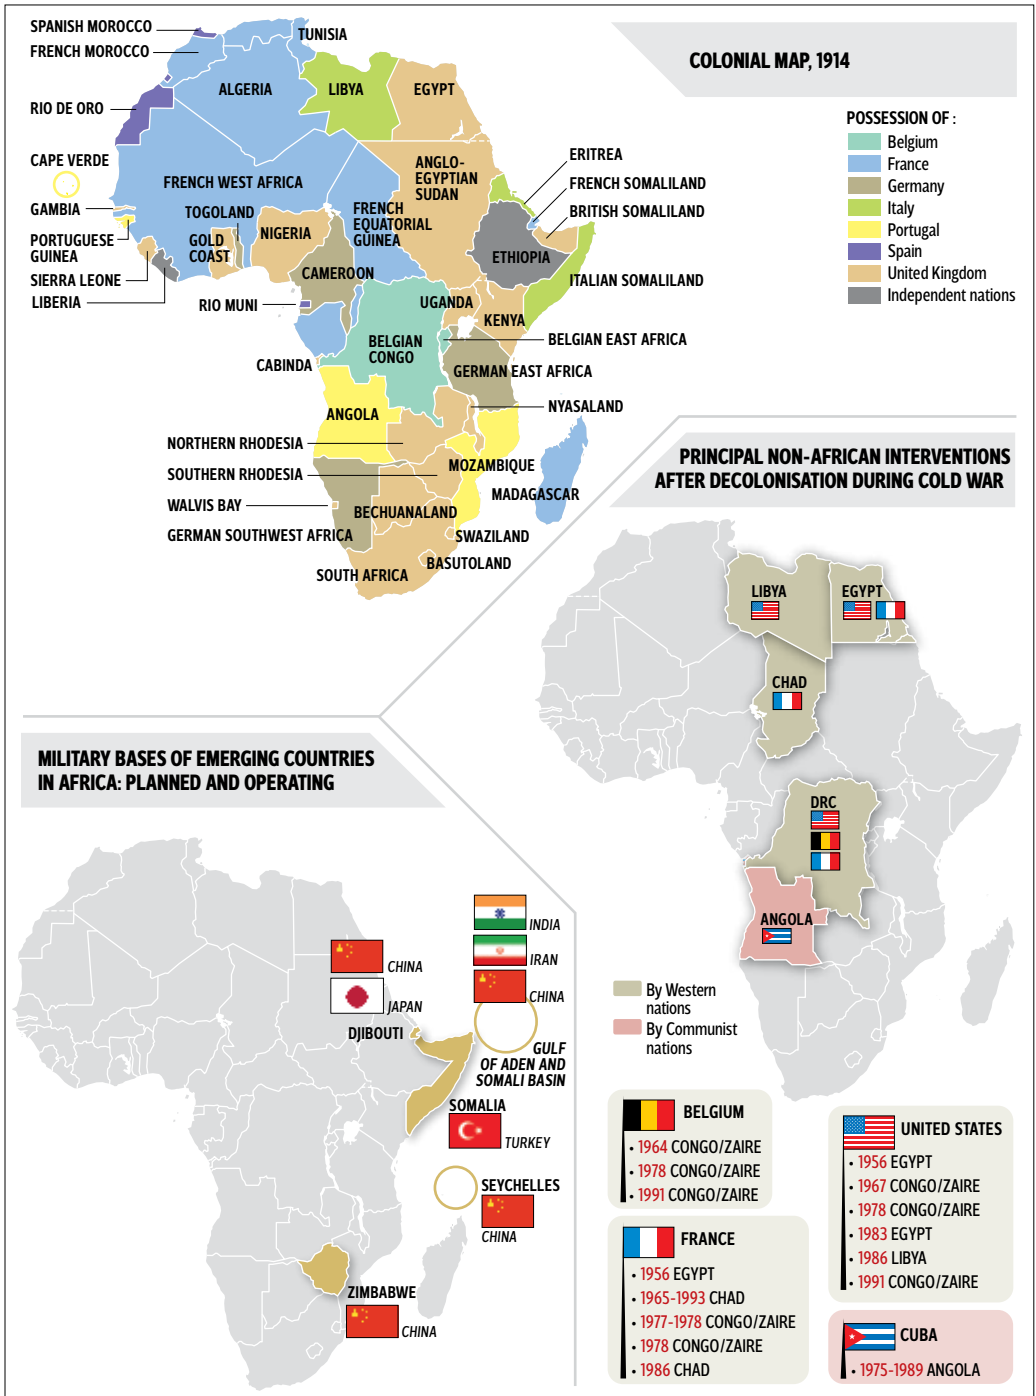 COLONIAL MAP, 1914
SPANISH MOROCCO
FRENCH MOROCCO
TUNISIA
ALGERIA
LIBYA
EGYPT
RIO DE ORO
CAPE VERDE
FRENCH WEST AFRICA
ANGLO-
EGYPTIAN
SUDAN
ERITREA
FRENCH SOMALILAND
BRITISH SOMALILAND
GAMBIA
TOGOLAND
FRENCH
EQUATORIAL
GUINEA
PORTUGUESE
GUINEA
GOLD
COAST
NIGERIA
ETHIOPIA
SIERRA LEONE
CAMEROON
ITALIAN SOMALILAND
LIBERIA
RIO MUNI
UGANDA
KENYA
BELGIAN
CONGO
BELGIAN EAST AFRICA
CABINDA
GERMAN EAST AFRICA
ANGOLA
NYASALAND
NORTHERN RHODESIA
SOUTHERN RHODESIA
MOZAMBIQUE
MADAGASCAR
WALVIS BAY
BECHUANALAND
GERMAN SOUTHWEST AFRICA
SWAZILAND
BASUTOLAND
SOUTH AFRICA
POSSESSION OF :
Belgium
France
Germany
Italy
Portugal
Spain
United Kingdom
Independent nations
PRINCIPAL NON-AFRICAN INTERVENTIONS
AFTER DECOLONISATION DURING COLD WAR
LIBYA
EGYPT
CHAD
DRC
ANGOLA
By Western
nations
By Communist
nations
BELGIUM
• 1964 CONGO/ZAIRE
• 1978 CONGO/ZAIRE
• 1991 CONGO/ZAIRE
FRANCE
• 1956 EGYPT
• 1965-1993 CHAD
• 1977-1978 CONGO/ZAIRE
• 1978 CONGO/ZAIRE
• 1986 CHAD
UNITED STATES
• 1956 EGYPT
• 1967 CONGO/ZAIRE
• 1978 CONGO/ZAIRE
• 1983 EGYPT
• 1986 LIBYA
• 1991 CONGO/ZAIRE
CUBA
• 1975-1989 ANGOLA
MILITARY BASES OF EMERGING COUNTRIES
IN AFRICA: PLANNED AND OPERATING
CHINA
JAPAN
DJIBOUTI
INDIA
IRAN
CHINA
GULF
OF ADEN AND
SOMALI BASIN
SOMALIA
TURKEY
SEYCHELLES
CHINA
ZIMBABWE
CHINA